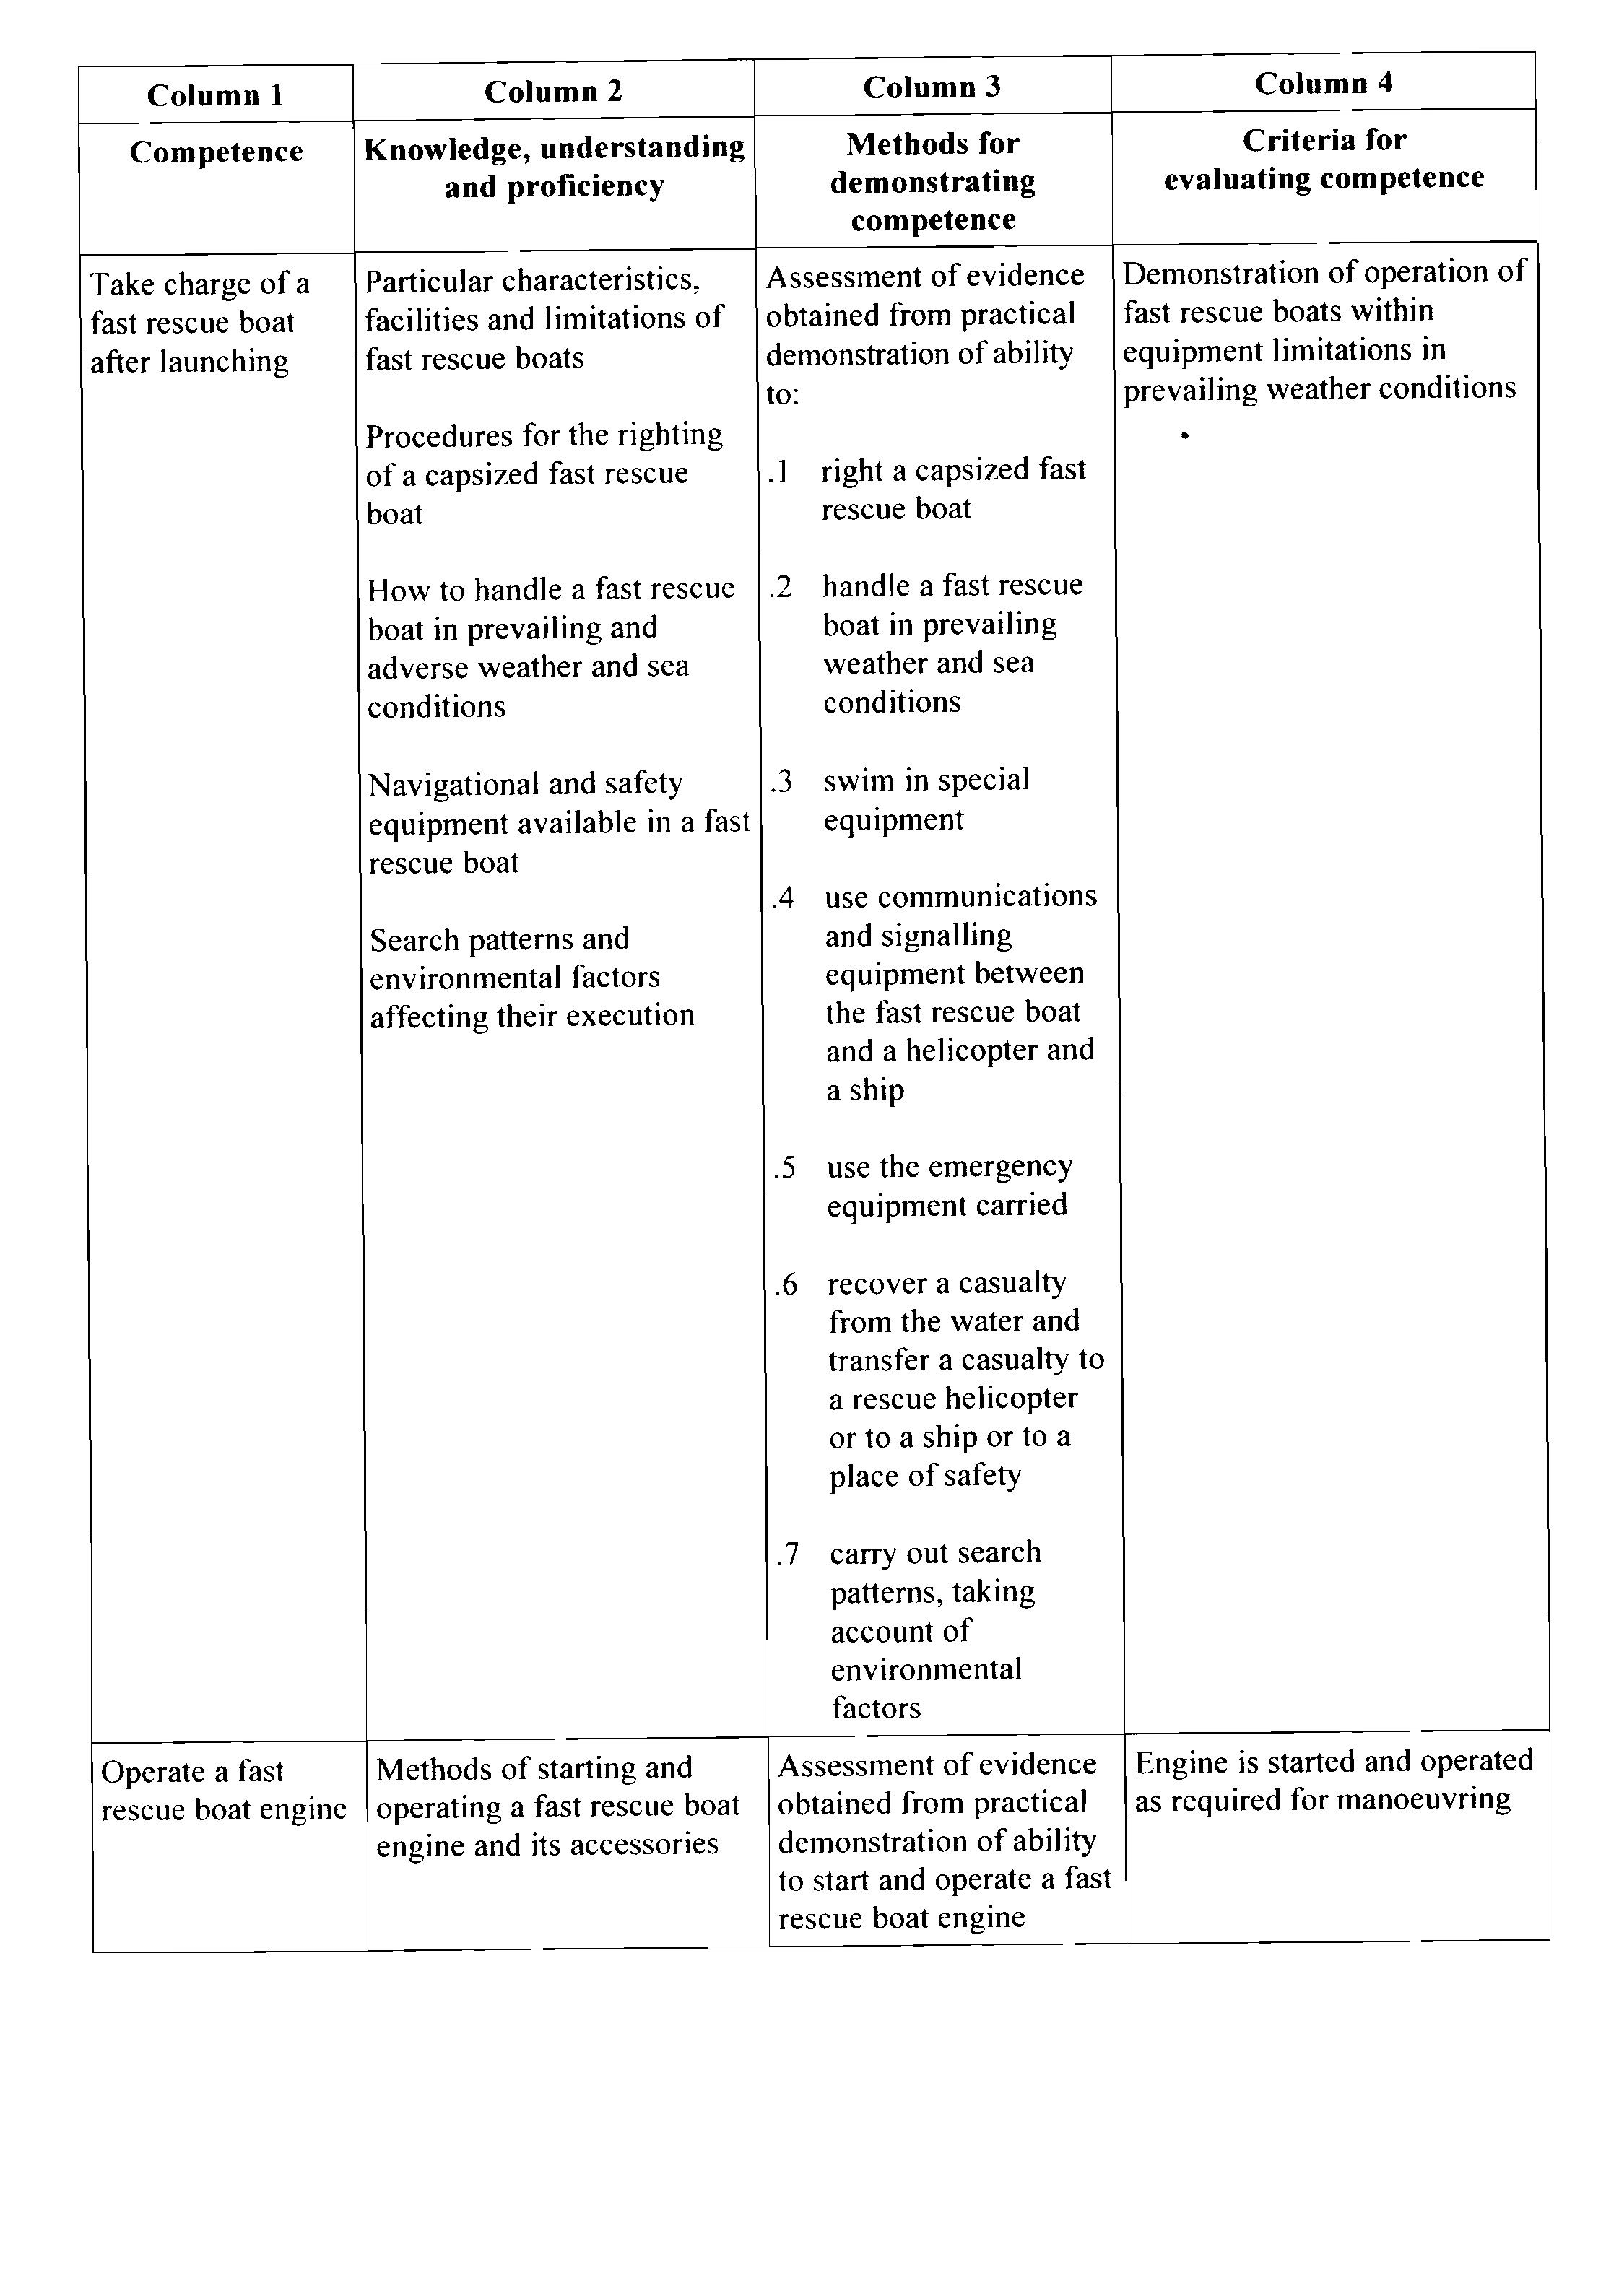 Column 1
Column 2
Column 3
Column 4
Competence
Knowledge, understanding
and proficiency
Methods for
demonstrating
competence
Criteria for
evaluating competence
Take charge of a
fast rescue boat
after launching
Particular characteristics,
facilities and limitations of
fast rescue boats
Procedures for the righting
of a capsized fast rescue
boat
How to handle a fast rescue
boat in prevailing and
adverse weather and sea
conditions
Navigational and safety
equipment available in a fast
rescue boat
Search patterns and
environmental factors
affecting their execution
Assessment of evidence
obtained from practical
demonstration of ability
to:
.1 right a capsized fast
rescue boat
.2 handle a fast rescue
boat in prevailing
weather and sea
conditions
.3 swim in special
equipment
.4 use communications
and signalling
equipment between
the fast rescue boat
and a helicopter and
a ship
.5 use the emergency
equipment carried
.6 recover a casualty
from the water and
transfer a casualty to
a rescue helicopter
or to a ship or to a
place of safety
.7 carry out search
patterns, taking
account of
environmental
factors
Demonstration of operation of
fast rescue boats within
equipment limitations in
prevailing weather conditions
Operate a fast
rescue boat engine
Methods of starting and
operating a fast rescue boat
engine and its accessories
Assessment of evidence
obtained from practical
demonstration of ability
to start and operate a fast
rescue boat engine
Engine is started and operated
as required for manoeuvring